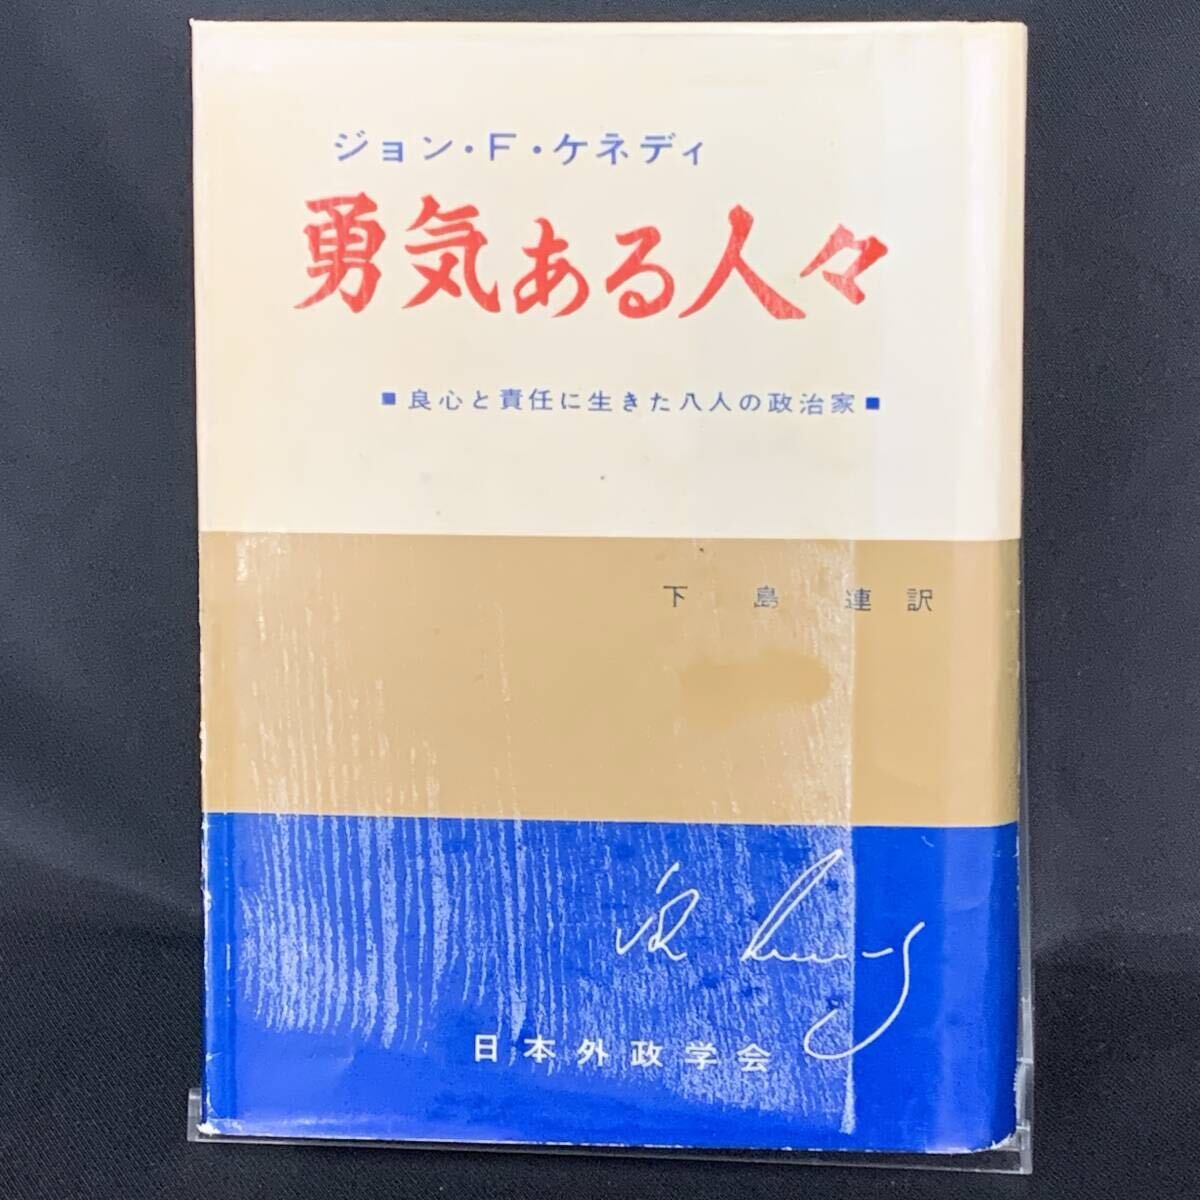 ジョン・F・ケネディ
勇気ある人々
■良心と責任に生きた八人の政治家■
下島連訳
日本外政学会